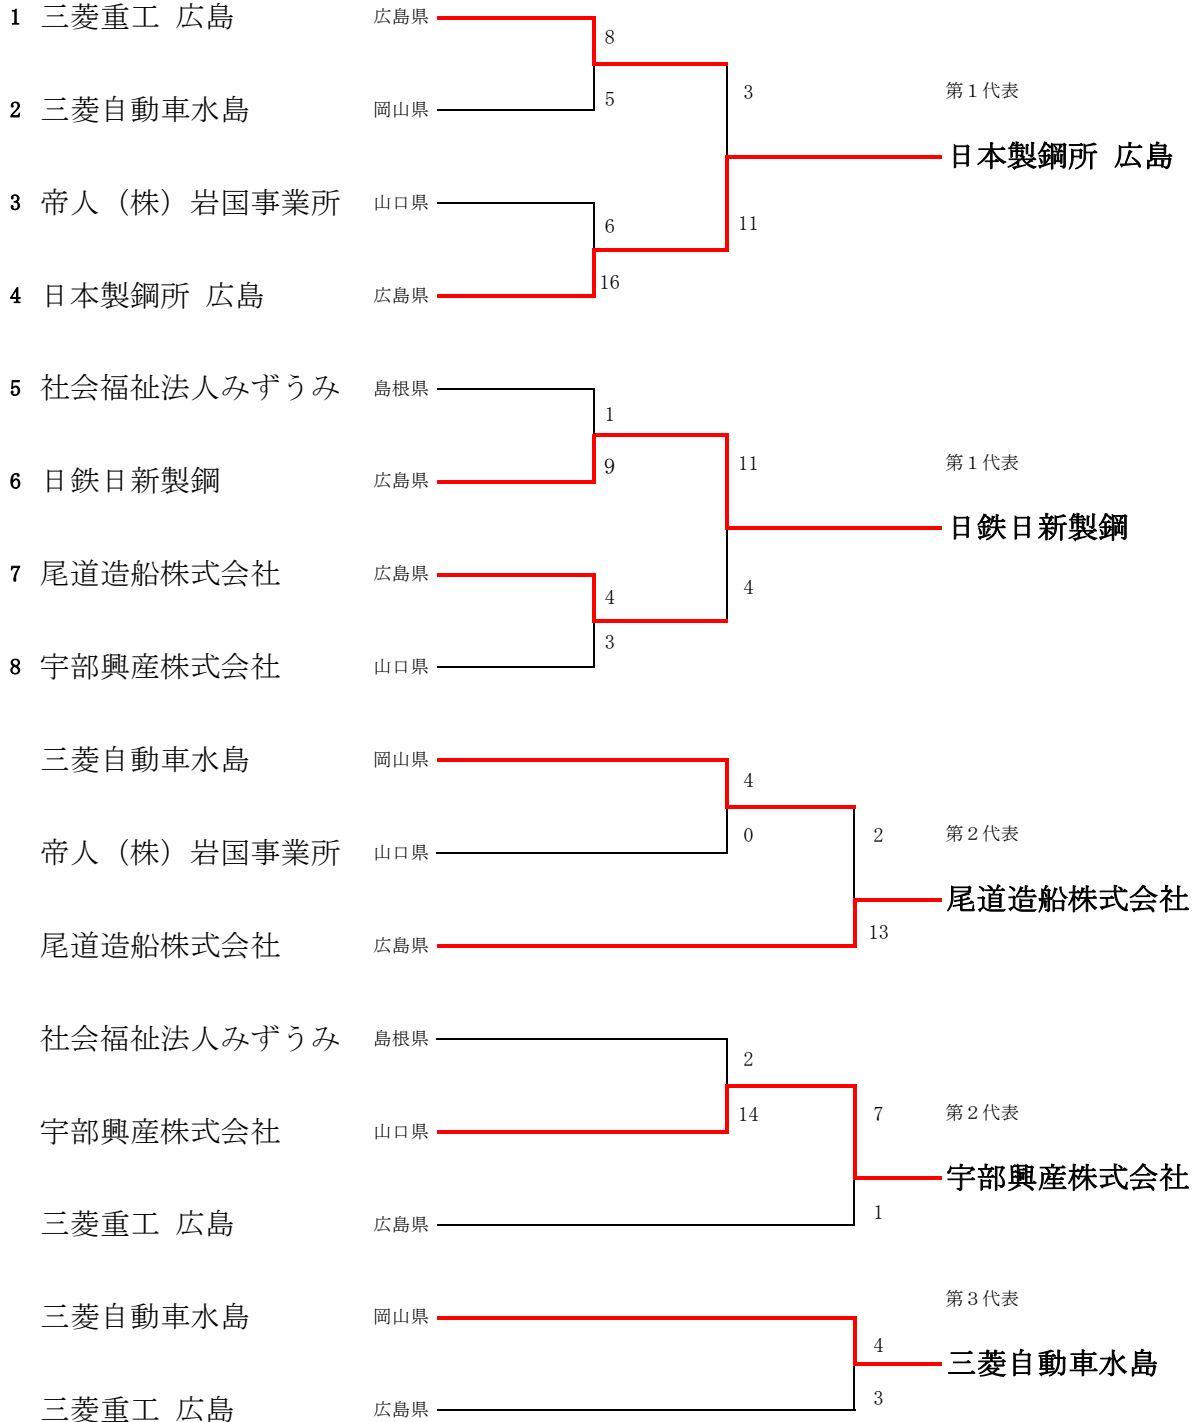 1 三菱重工 広島 広島県
8
3 第１代表
2 三菱自動車水島 岡山県 5
日本製鋼所 広島
3 帝人（株）岩国事業所 山口県
6 11
4 日本製鋼所 広島 広島県 16
5 社会福祉法人みずうみ 島根県
1
6 日鉄日新製鋼 広島県 9 11 第１代表
日鉄日新製鋼
7 尾道造船株式会社 広島県
4 4
3
8 宇部興産株式会社 山口県
三菱自動車水島 岡山県
4
0 2 第２代表
帝人（株）岩国事業所 山口県
尾道造船株式会社
尾道造船株式会社 広島県 13
社会福祉法人みずうみ 島根県
2
14 7 第２代表
宇部興産株式会社 山口県
宇部興産株式会社
三菱重工 広島 広島県 1
第３代表
三菱自動車水島 岡山県
4
三菱自動車水島
3
三菱重工 広島 広島県